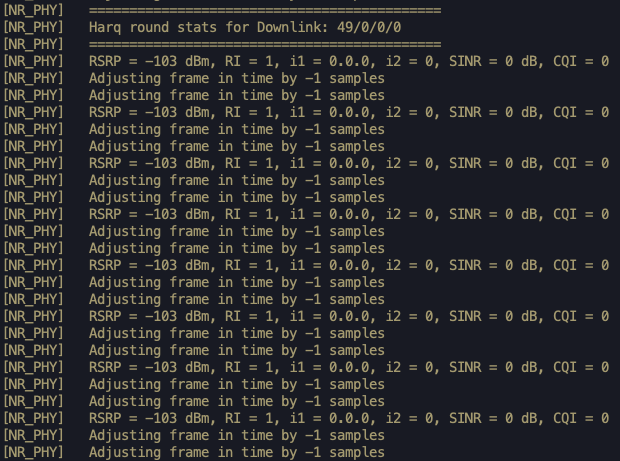 [NR_PHY] ============================================
[NR_PHY] Harq round stats for Downlink: 49/0/0/0
[NR_PHY] ============================================
[NR_PHY] RSRP = -103 dBm, RI = 1, i1 = 0.0.0, i2 = 0, SINR = 0 dB, CQI = 0
[NR_PHY] Adjusting frame in time by -1 samples
[NR_PHY] Adjusting frame in time by -1 samples
[NR_PHY] RSRP = -103 dBm, RI = 1, i1 = 0.0.0, i2 = 0, SINR = 0 dB, CQI = 0
[NR_PHY] Adjusting frame in time by -1 samples
[NR_PHY] Adjusting frame in time by -1 samples
[NR_PHY] RSRP = -103 dBm, RI = 1, i1 = 0.0.0, i2 = 0, SINR = 0 dB, CQI = 0
[NR_PHY] Adjusting frame in time by -1 samples
[NR_PHY] Adjusting frame in time by -1 samples
[NR_PHY] RSRP = -103 dBm, RI = 1, i1 = 0.0.0, i2 = 0, SINR = 0 dB, CQI = 0
[NR_PHY] Adjusting frame in time by -1 samples
[NR_PHY] Adjusting frame in time by -1 samples
[NR_PHY] RSRP = -103 dBm, RI = 1, i1 = 0.0.0, i2 = 0, SINR = 0 dB, CQI = 0
[NR_PHY] Adjusting frame in time by -1 samples
[NR_PHY] Adjusting frame in time by -1 samples
[NR_PHY] RSRP = -103 dBm, RI = 1, i1 = 0.0.0, i2 = 0, SINR = 0 dB, CQI = 0
[NR_PHY] Adjusting frame in time by -1 samples
[NR_PHY] Adjusting frame in time by -1 samples
[NR_PHY] RSRP = -103 dBm, RI = 1, i1 = 0.0.0, i2 = 0, SINR = 0 dB, CQI = 0
[NR_PHY] Adjusting frame in time by -1 samples
[NR_PHY] Adjusting frame in time by -1 samples
[NR_PHY] RSRP = -103 dBm, RI = 1, i1 = 0.0.0, i2 = 0, SINR = 0 dB, CQI = 0
[NR_PHY] Adjusting frame in time by -1 samples
[NR_PHY] Adjusting frame in time by -1 samples